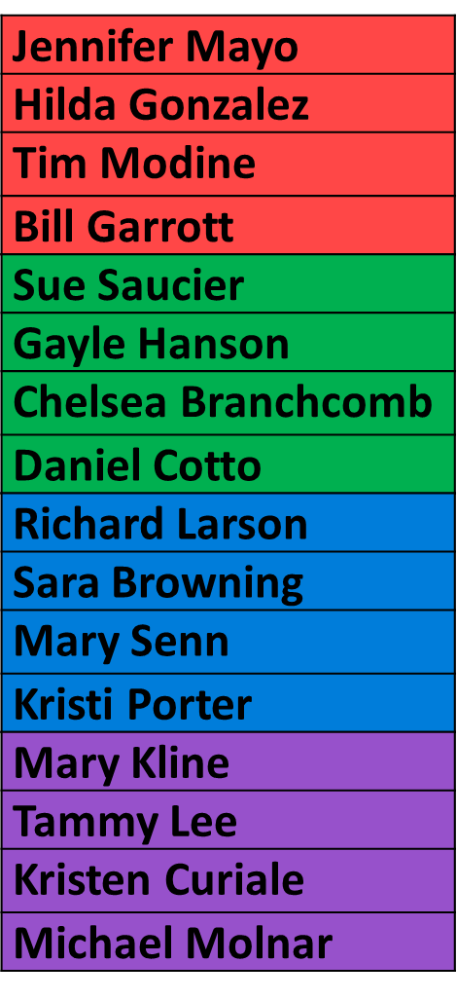 Jennifer Mayo
Hilda Gonzalez
Tim Modine
Bill Garrott
Sue Saucier
Gayle Hanson
Chelsea Branchcomb
Daniel Cotto
Richard Larson
Sara Browning
Mary Senn
Kristi Porter
Mary Kline
Tammy Lee
Kristen Curiale
Michael Molnar